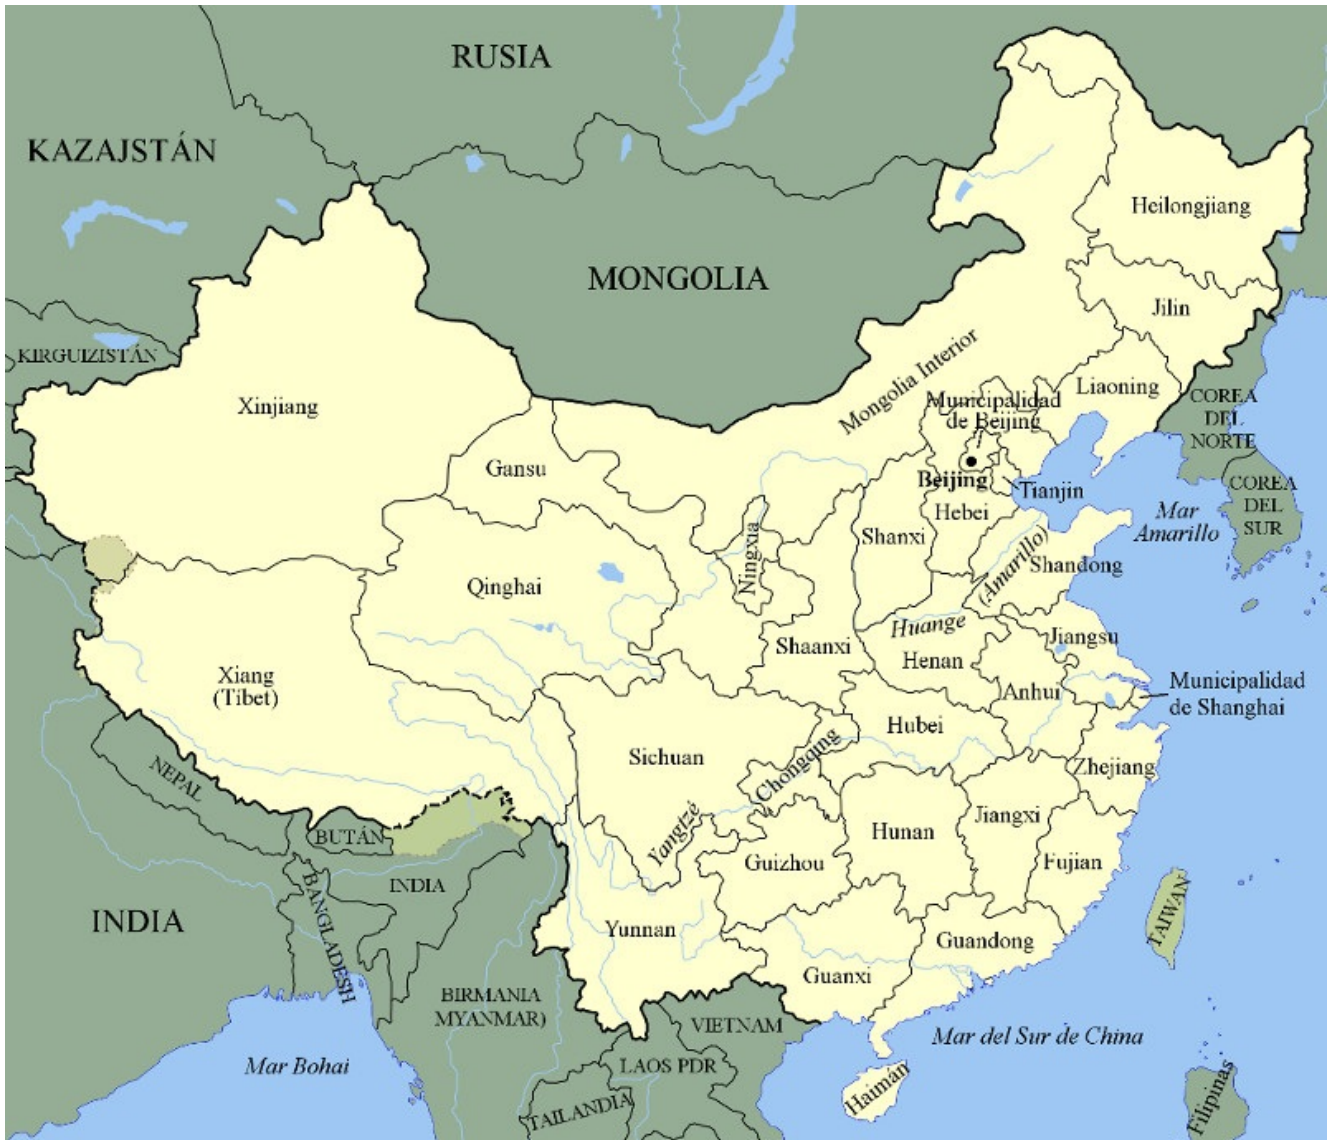 RUSIA
KAZAJSTÁN
Heilongjiang
MONGOLIA
Jilin
KIRGUIZISTÁN
Mongolia Interior
Liaoning
COREA
DEL
NORTE
Xinjiang
Municipalidad
de Beijing
Gansu
Beijing
Tianjin
COREA
DEL
SUR
Hebei
Mar
Amarillo
Shanxi
Ningxia
(Amarillo)
Shandong
Qinghai
Huange
Jiangsu
Shaanxi
Henan
Xiang
(Tibet)
Anhui
Municipalidad
de Shanghai
Hubei
Sichuan
Chongqing
Zhejiang
NEPAL
Yangtzé
Jiangxi
Hunan
BUTÁN
Guizhou
Fujian
INDIA
BANGLADESH
INDIA
TAIWAN
Yunnan
Guandong
Guanxi
BIRMANIA
MYANMAR)
VIETNAM
Mar del Sur de China
Mar Bohai
LAOS PDR
Haimán
TAILANDIA
Filipinas